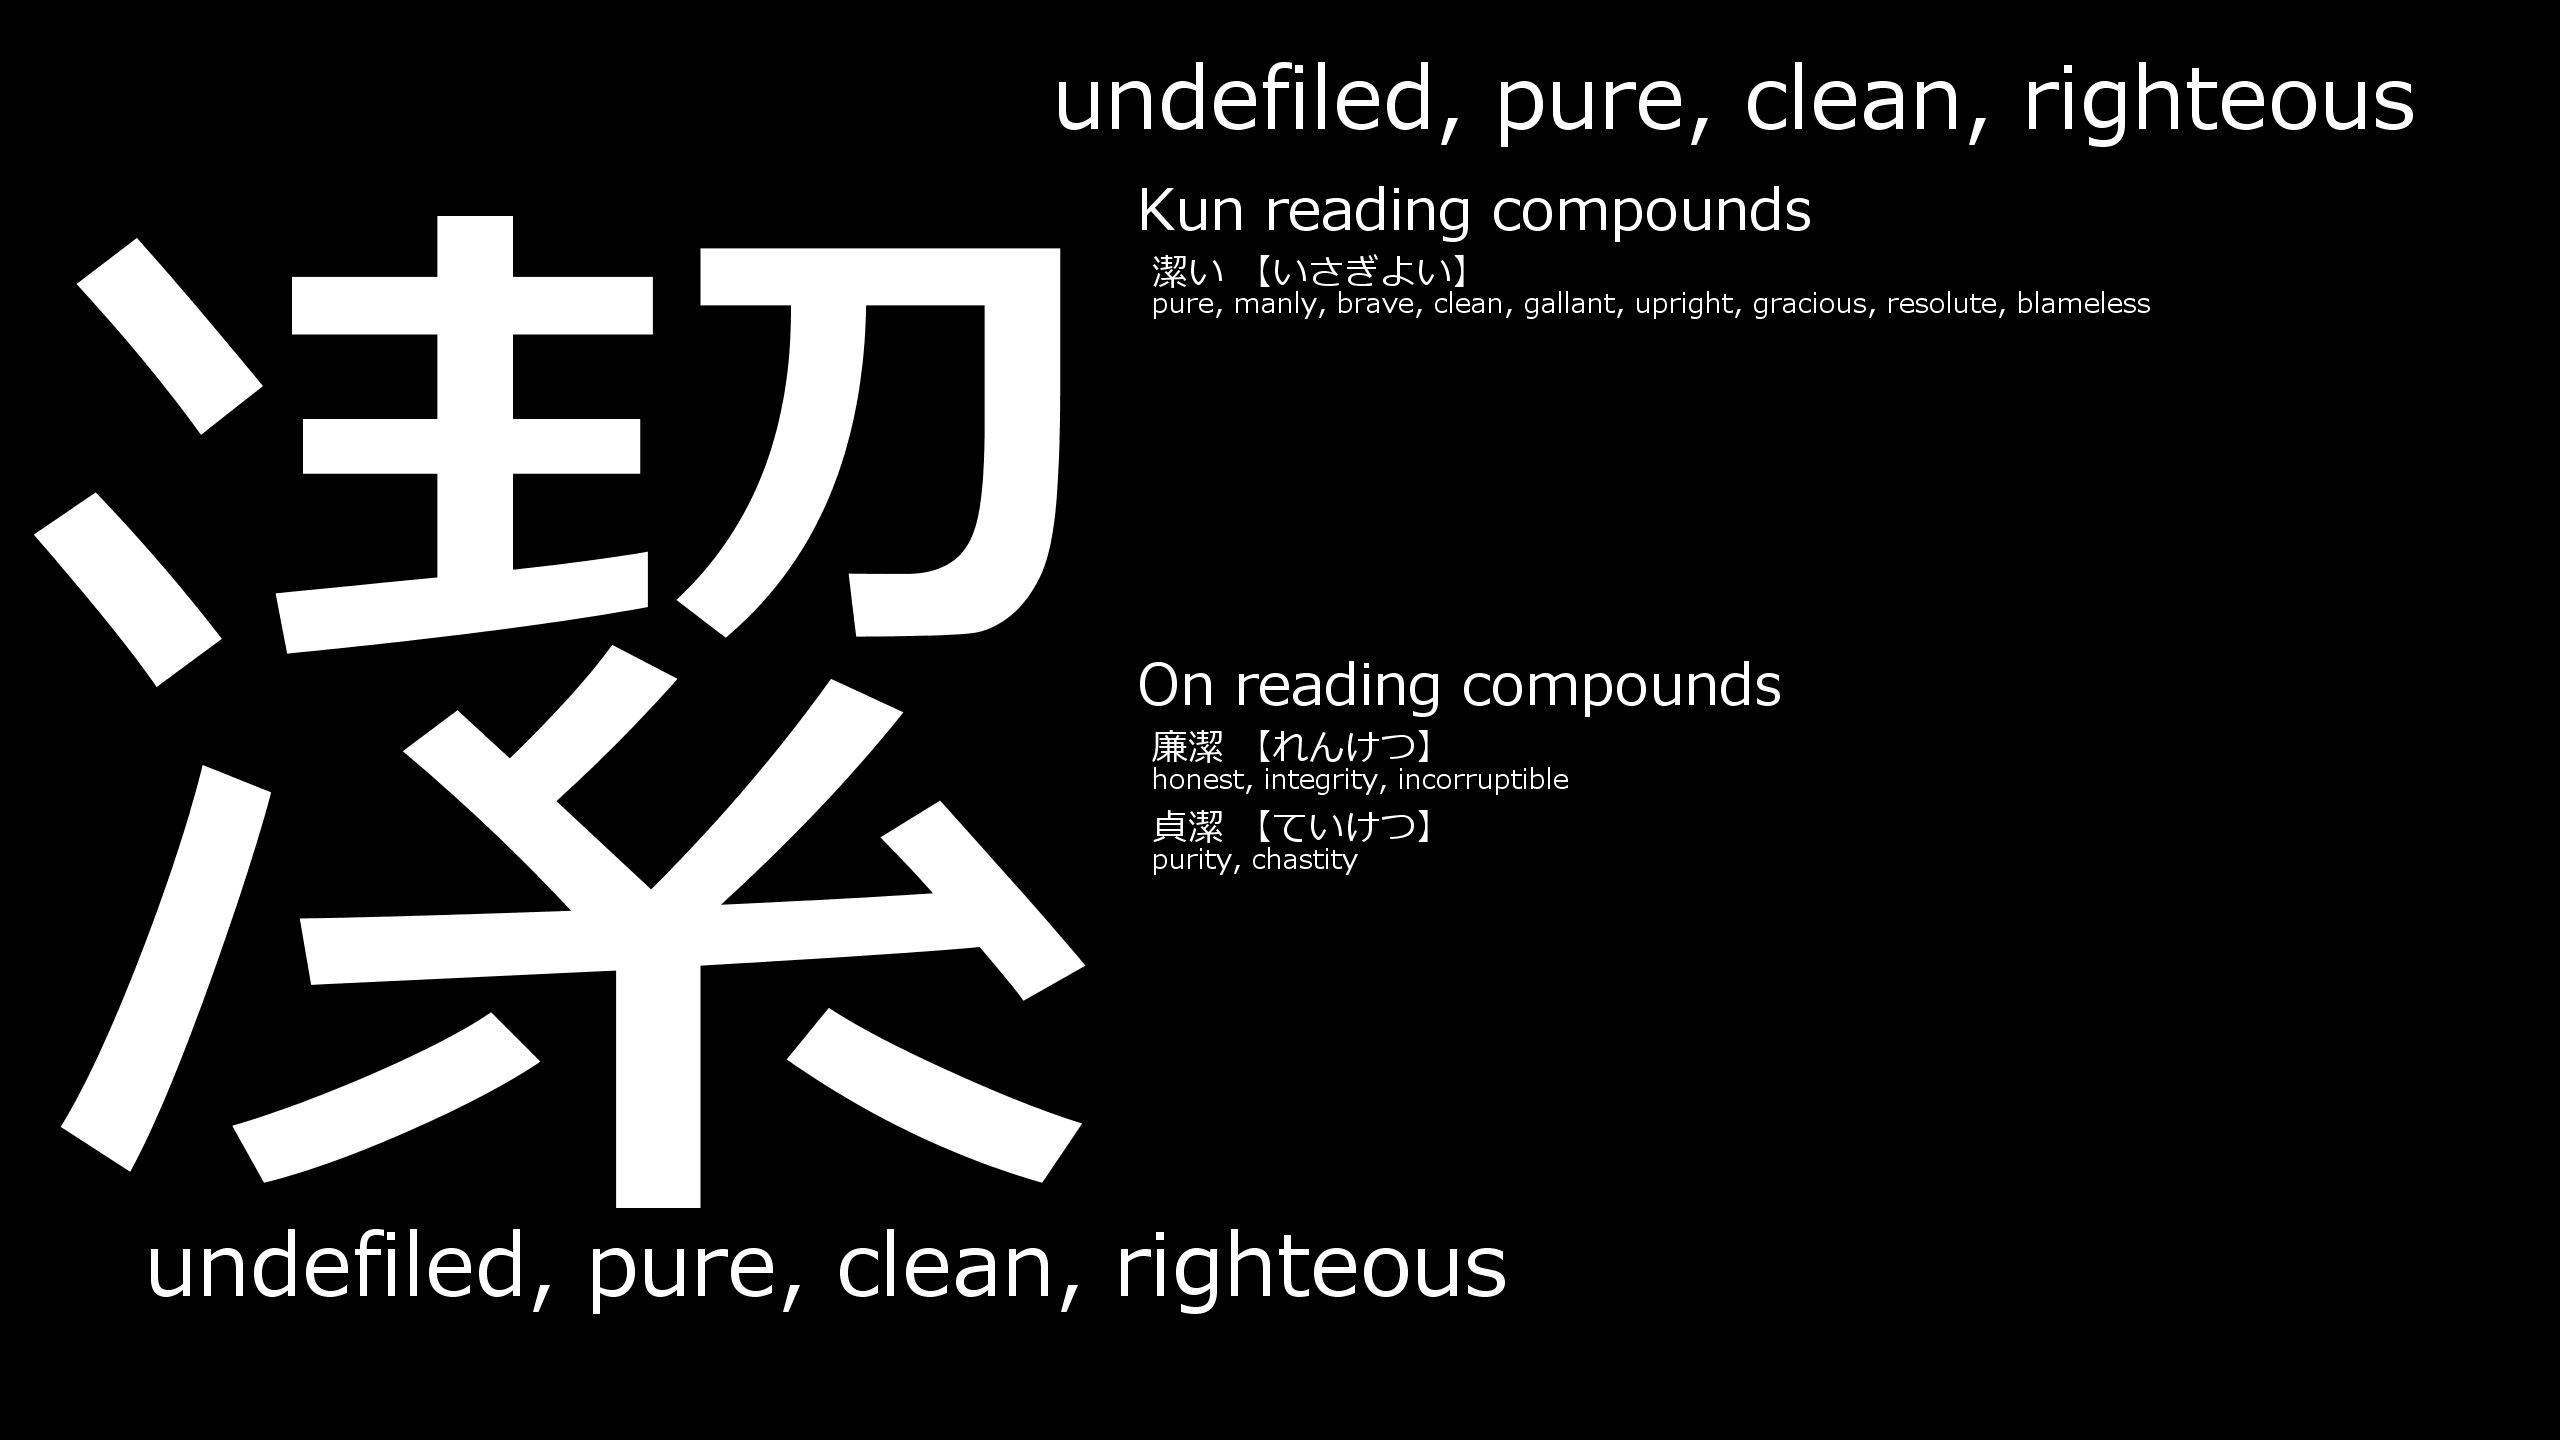 潔
undefiled, pure, clean, righteous
Kun reading compounds
潔い 【いさぎよい】
pure, manly, brave, clean, gallant, upright, gracious, resolute, blameless
On reading compounds
廉潔 【れんけつ】
honest, integrity, incorruptible
貞潔 【ていけつ】
purity, chastity
undefiled, pure, clean, righteous